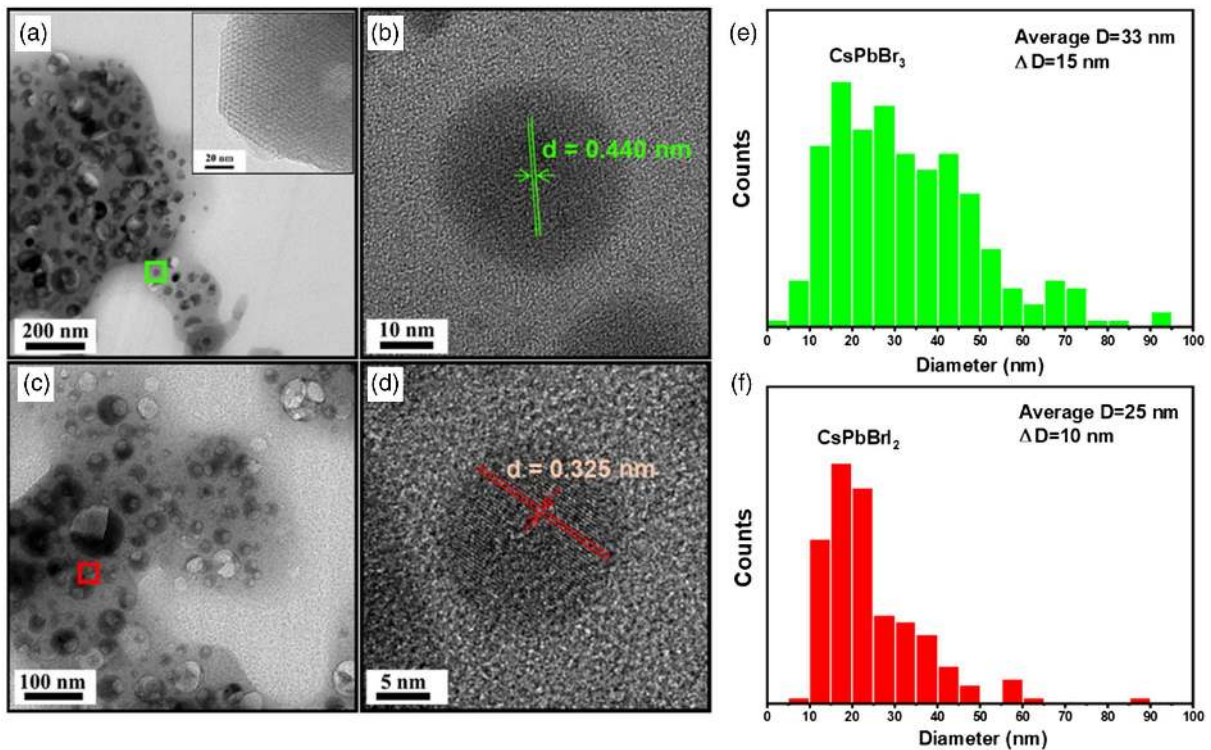 (a)
20 nm
200 nm
(b)
d = 0.440 nm
10 nm
(c)
100 nm
(d)
d = 0.325 nm
5 nm
(e)
CsPbBr₃
Average D=33 nm
Δ D=15 nm
Counts
0 10 20 30 40 50 60 70 80 90 100
Diameter (nm)
(f)
CsPbBrI₂
Average D=25 nm
Δ D=10 nm
Counts
0 10 20 30 40 50 60 70 80 90 100
Diameter (nm)